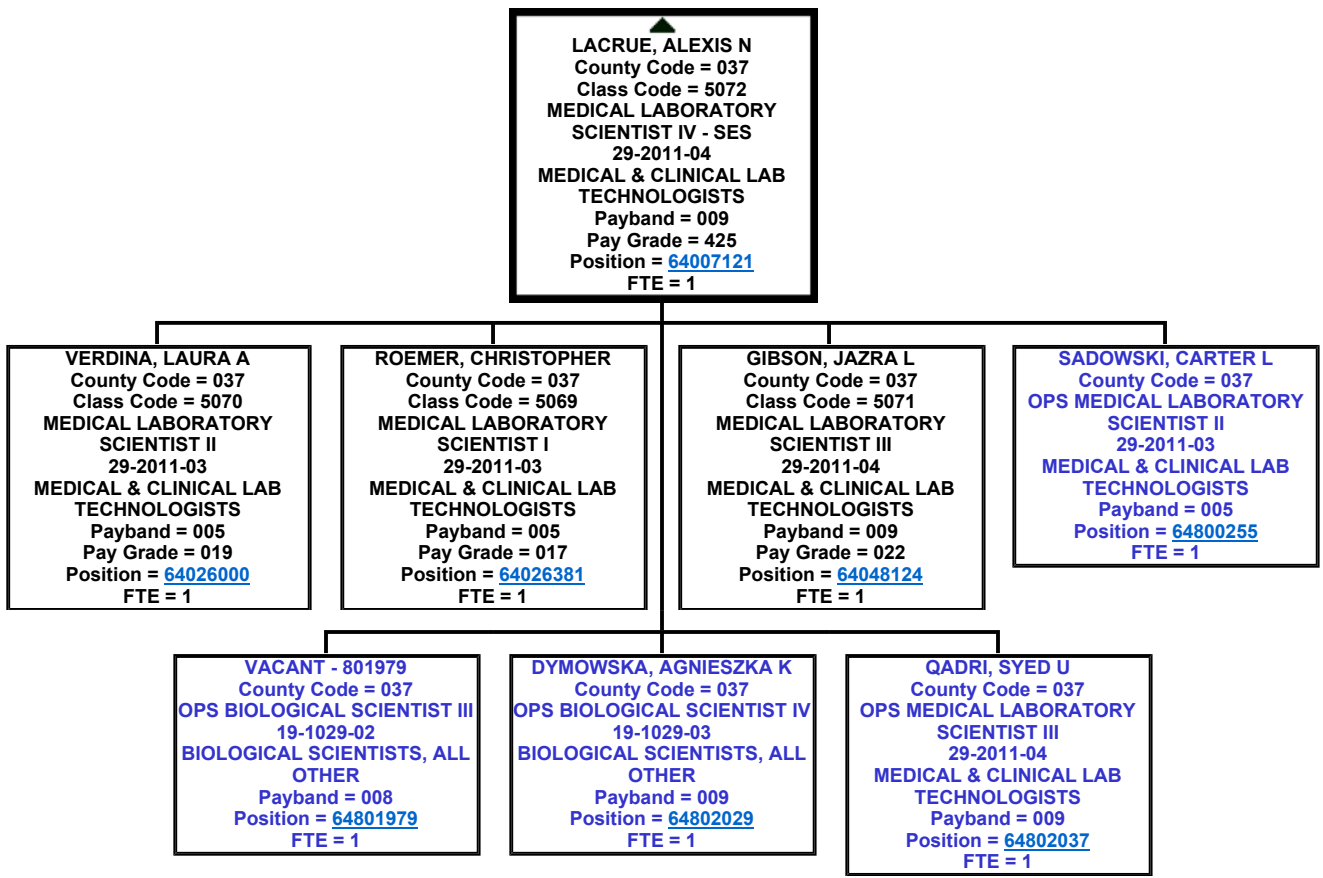 LACRUE, ALEXIS N
County Code = 037
Class Code = 5072
MEDICAL LABORATORY
SCIENTIST IV - SES
29-2011-04
MEDICAL & CLINICAL LAB
TECHNOLOGISTS
Payband = 009
Pay Grade = 425
Position = 64007121
FTE = 1
VERDINA, LAURA A
County Code = 037
Class Code = 5070
MEDICAL LABORATORY
SCIENTIST II
29-2011-03
MEDICAL & CLINICAL LAB
TECHNOLOGISTS
Payband = 005
Pay Grade = 019
Position = 64026000
FTE = 1
ROEMER, CHRISTOPHER
County Code = 037
Class Code = 5069
MEDICAL LABORATORY
SCIENTIST I
29-2011-03
MEDICAL & CLINICAL LAB
TECHNOLOGISTS
Payband = 005
Pay Grade = 017
Position = 64026381
FTE = 1
GIBSON, JAZRA L
County Code = 037
Class Code = 5071
MEDICAL LABORATORY
SCIENTIST III
29-2011-04
MEDICAL & CLINICAL LAB
TECHNOLOGISTS
Payband = 009
Pay Grade = 022
Position = 64048124
FTE = 1
SADOWSKI, CARTER L
County Code = 037
OPS MEDICAL LABORATORY
SCIENTIST II
29-2011-03
MEDICAL & CLINICAL LAB
TECHNOLOGISTS
Payband = 005
Position = 64800255
FTE = 1
VACANT - 801979
County Code = 037
OPS BIOLOGICAL SCIENTIST III
19-1029-02
BIOLOGICAL SCIENTISTS, ALL
OTHER
Payband = 008
Position = 64801979
FTE = 1
DYMOWSKA, AGNIESZKA K
County Code = 037
OPS BIOLOGICAL SCIENTIST IV
19-1029-03
BIOLOGICAL SCIENTISTS, ALL
OTHER
Payband = 009
Position = 64802029
FTE = 1
QADRI, SYED U
County Code = 037
OPS MEDICAL LABORATORY
SCIENTIST III
29-2011-04
MEDICAL & CLINICAL LAB
TECHNOLOGISTS
Payband = 009
Position = 64802037
FTE = 1